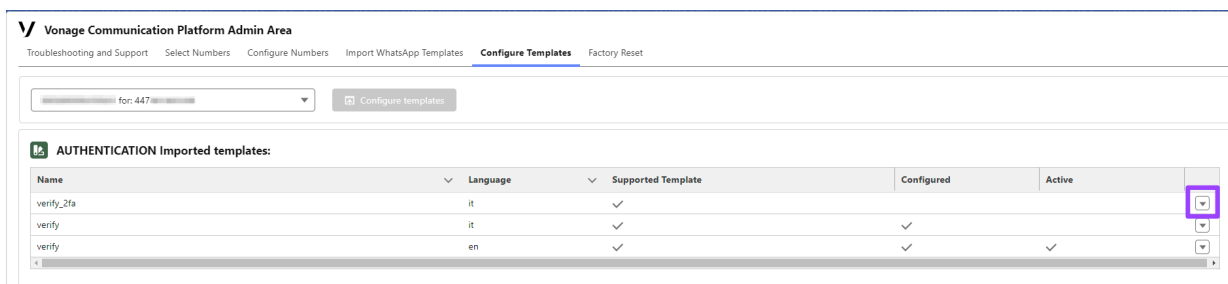 Vonage Communication Platform Admin Area
Troubleshooting and Support Select Numbers Configure Numbers Import WhatsApp Templates Configure Templates Factory Reset
for: 447 Configure templates
AUTHENTICATION Imported templates:
Name Language Supported Template Configured Active
verify_2fa it
verify it
verify en